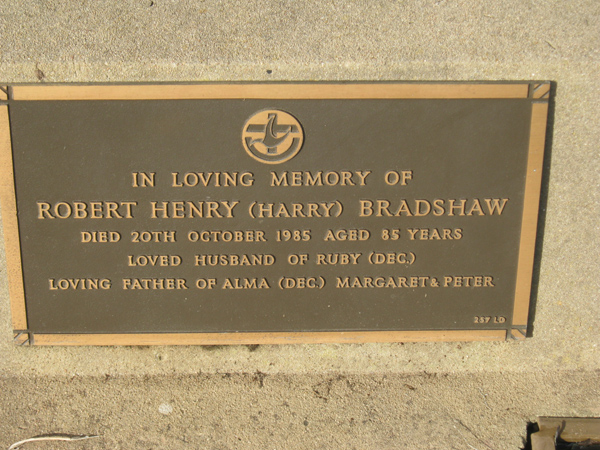 IN LOVING MEMORY OF
ROBERT HENRY (HARRY) BRADSHAW
DIED 20TH OCTOBER 1985 AGED 85 YEARS
LOVED HUSBAND OF RUBY (DEC.)
LOVING FATHER OF ALMA (DEC.) MARGARET & PETER
257 LD